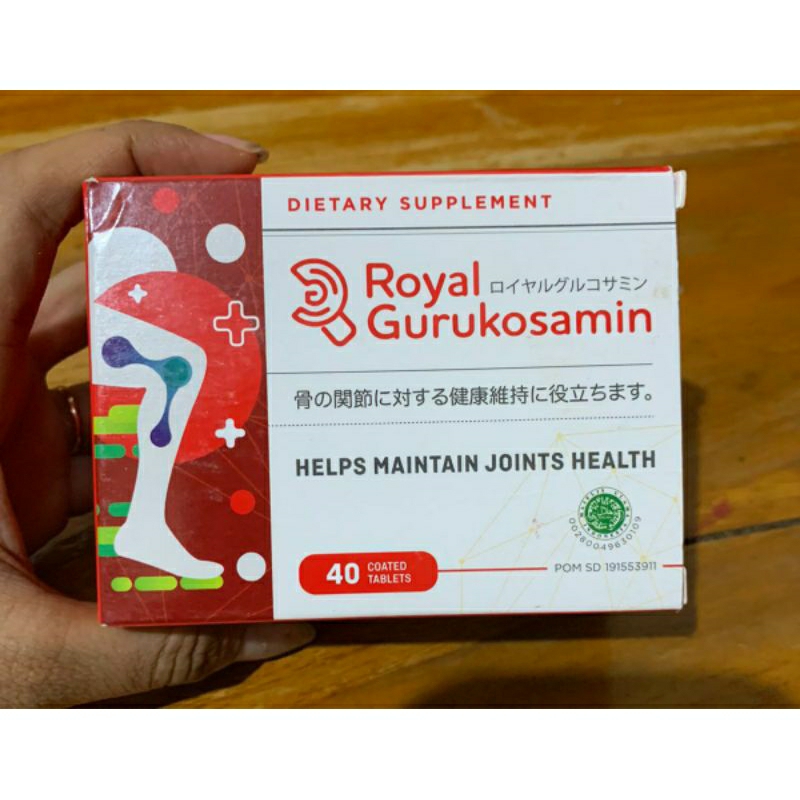 DIETARY SUPPLEMENT
Royal ロイヤルグルコサミン
Gurukosamin
骨の関節に対する健康維持に役立ちます。
HELPS MAINTAIN JOINTS HEALTH
00280049630109
40 COATED
TABLETS
POM SD 191553911